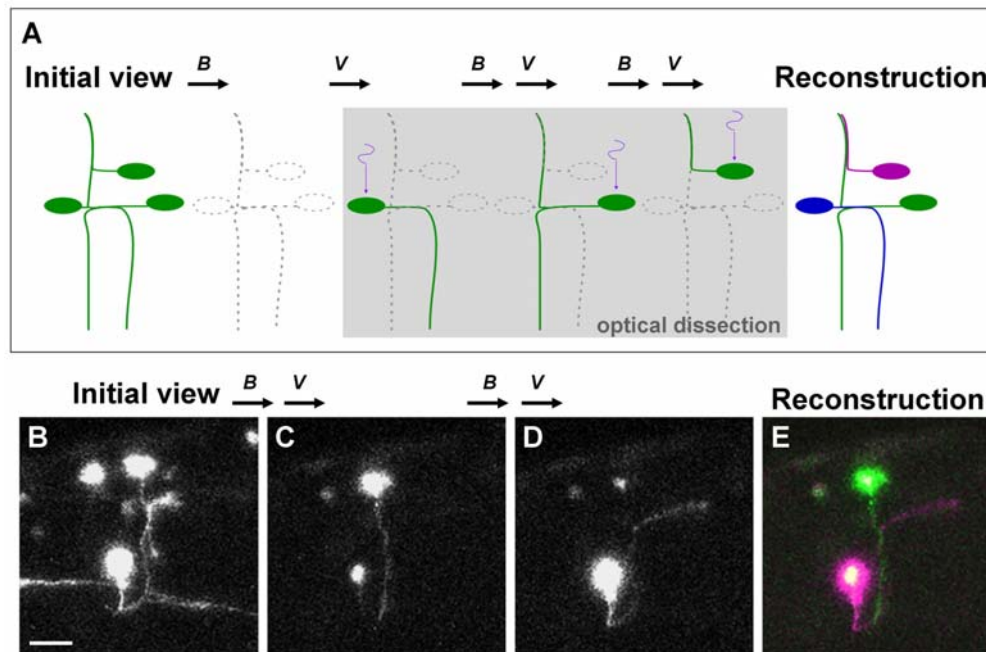 A
Initial view B V B V B V Reconstruction
optical dissection
Initial view B V B V Reconstruction
B C D E